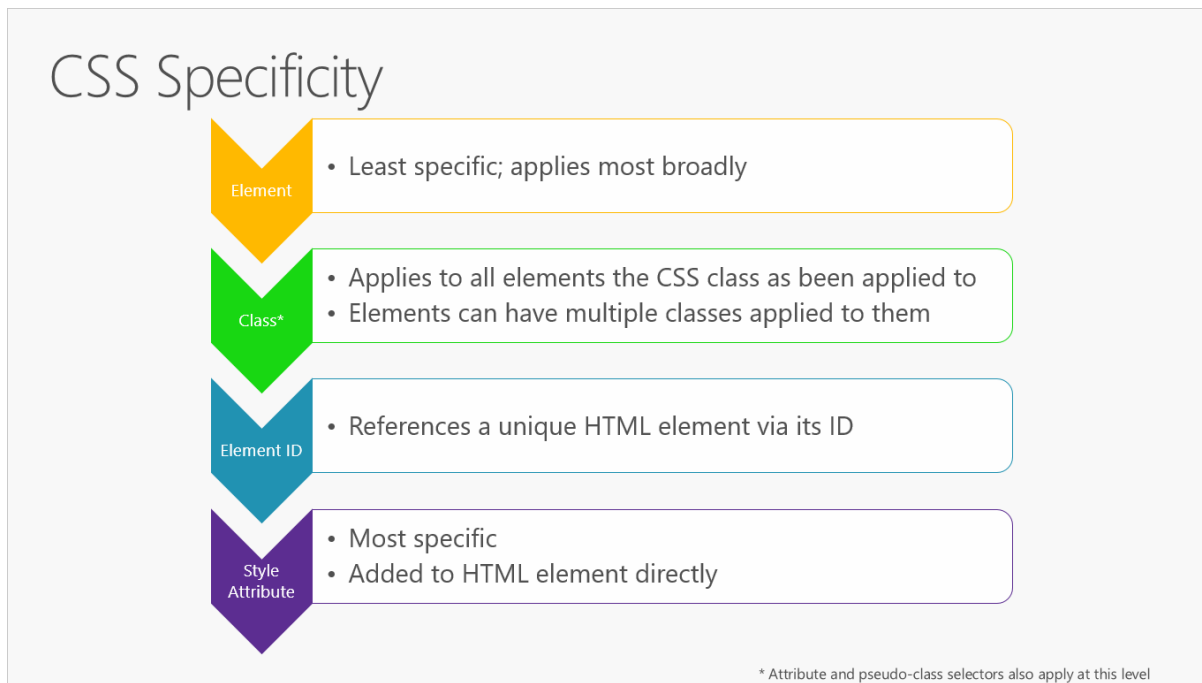 CSS Specificity
Element
• Least specific; applies most broadly
Class*
• Applies to all elements the CSS class as been applied to
• Elements can have multiple classes applied to them
Element ID
• References a unique HTML element via its ID
Style
Attribute
• Most specific
• Added to HTML element directly
* Attribute and pseudo-class selectors also apply at this level